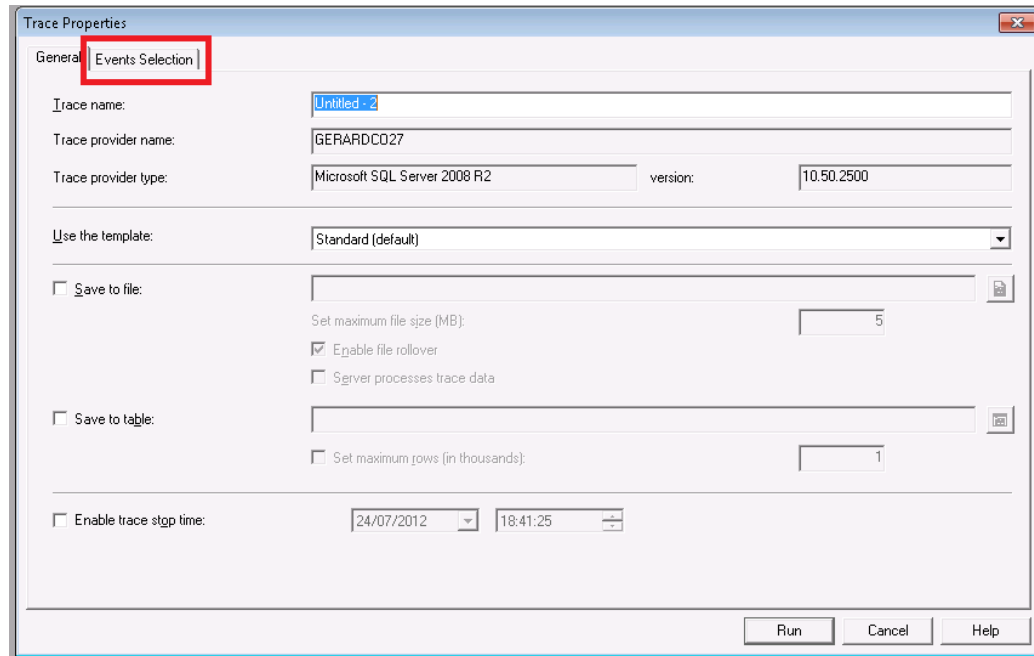 Trace Properties
General Events Selection
Trace name: Untitled - 2
Trace provider name: GERARDCO27
Trace provider type: Microsoft SQL Server 2008 R2 version: 10.50.2500
Use the template: Standard (default)
Save to file:
Set maximum file size (MB): 5
Enable file rollover
Server processes trace data
Save to table:
Set maximum rows (in thousands): 1
Enable trace stop time: 24/07/2012 18:41:25
Run Cancel Help